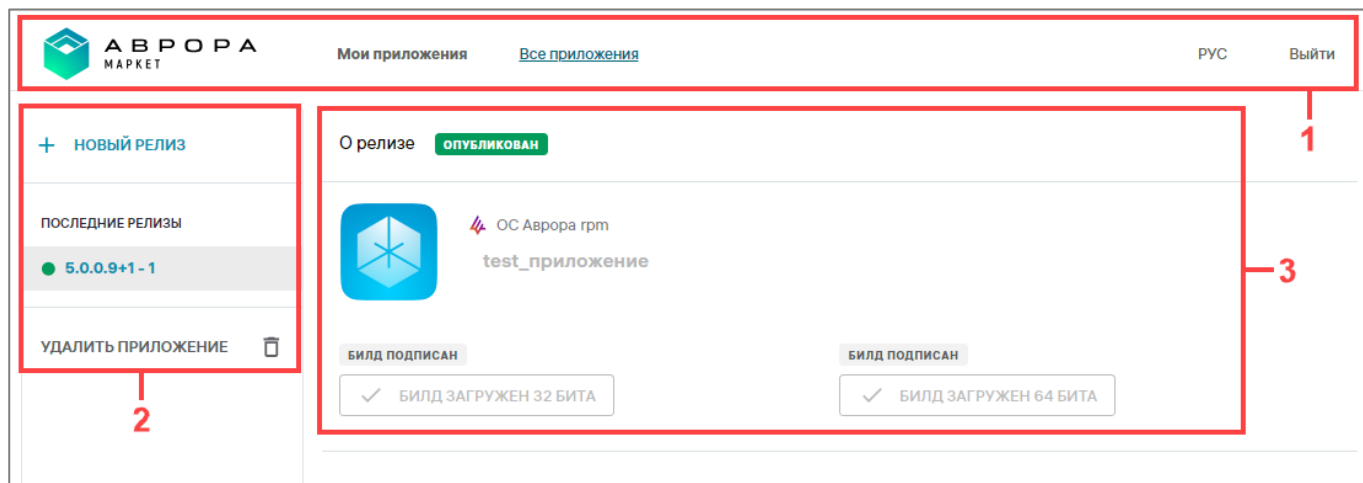 АВРОРА
МАРКЕТ
Мои приложения Все приложения РУС Выйти
1
+ НОВЫЙ РЕЛИЗ
О релизе ОПУБЛИКОВАН
ПОСЛЕДНИЕ РЕЛИЗЫ
5.0.0.9+1 - 1
ОС Аврора rpm
test_приложение
3
УДАЛИТЬ ПРИЛОЖЕНИЕ
2
БИЛД ПОДПИСАН БИЛД ПОДПИСАН
БИЛД ЗАГРУЖЕН 32 БИТА БИЛД ЗАГРУЖЕН 64 БИТА